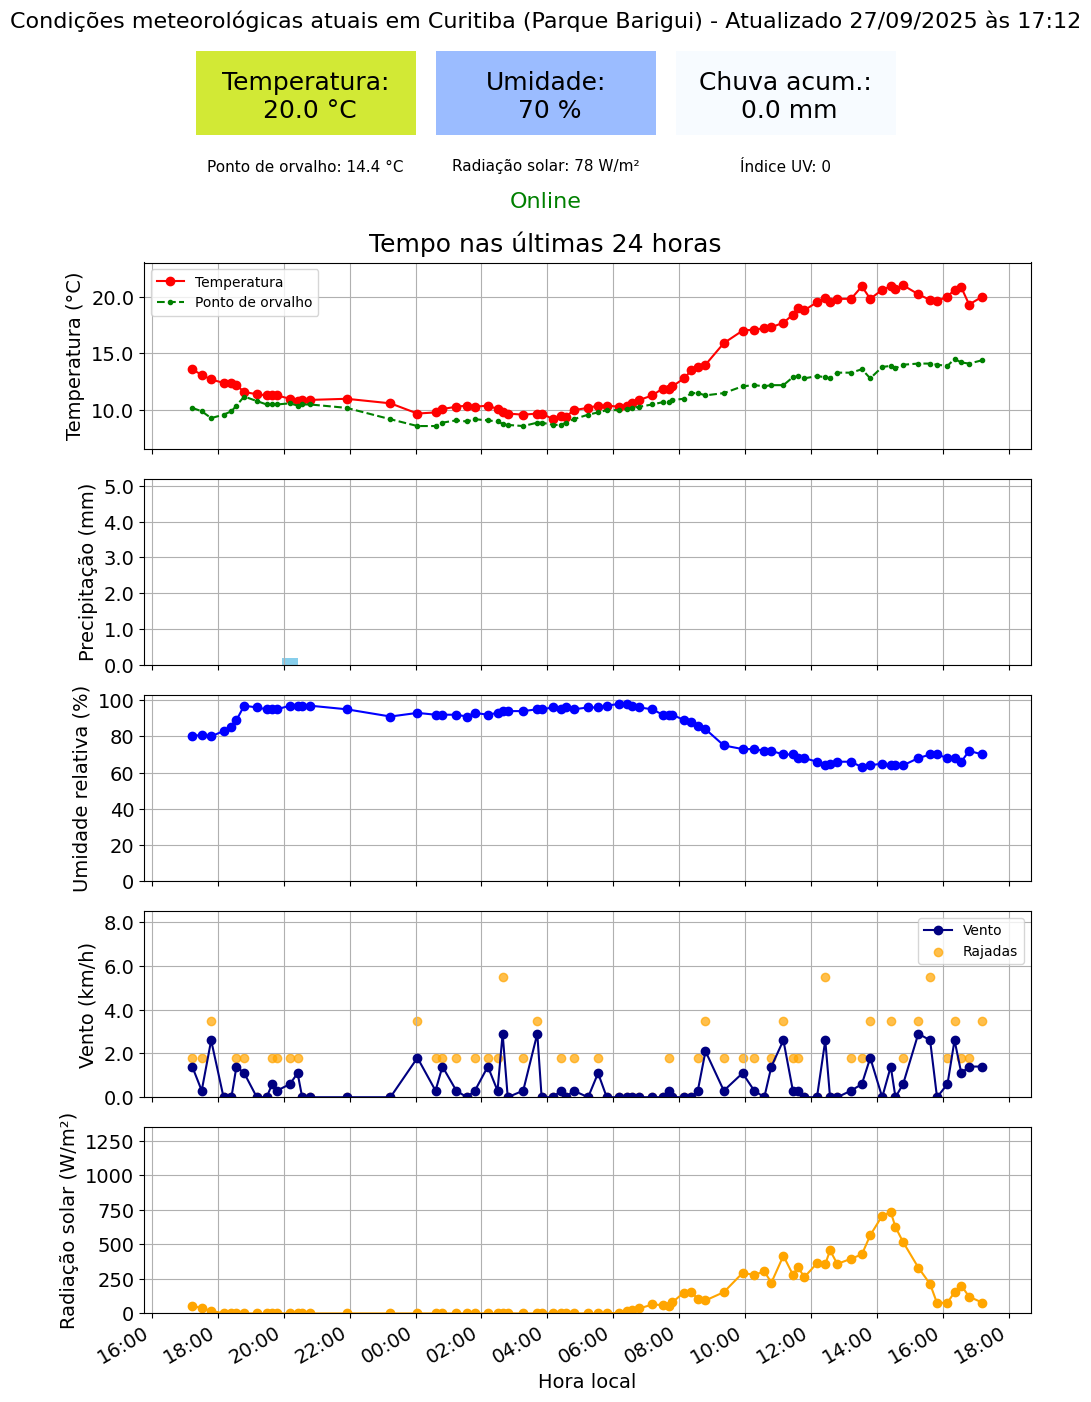 Condições meteorológicas atuais em Curitiba (Parque Barigui) - Atualizado 27/09/2025 às 17:12
Temperatura:
20.0 °C
Umidade:
70 %
Chuva acum.:
0.0 mm
Ponto de orvalho: 14.4 °C
Radiação solar: 78 W/m²
Índice UV: 0
Online
Tempo nas últimas 24 horas
Temperatura (°C)
20.0
15.0
10.0
Temperatura
Ponto de orvalho
Precipitação (mm)
5.0
4.0
3.0
2.0
1.0
0.0
Umidade relativa (%)
100
80
60
40
20
0
Vento (km/h)
8.0
6.0
4.0
2.0
0.0
Vento
Rajadas
Radiação solar (W/m²)
1250
1000
750
500
250
0
16:00
18:00
20:00
22:00
00:00
02:00
04:00
06:00
08:00
10:00
12:00
14:00
16:00
18:00
Hora local